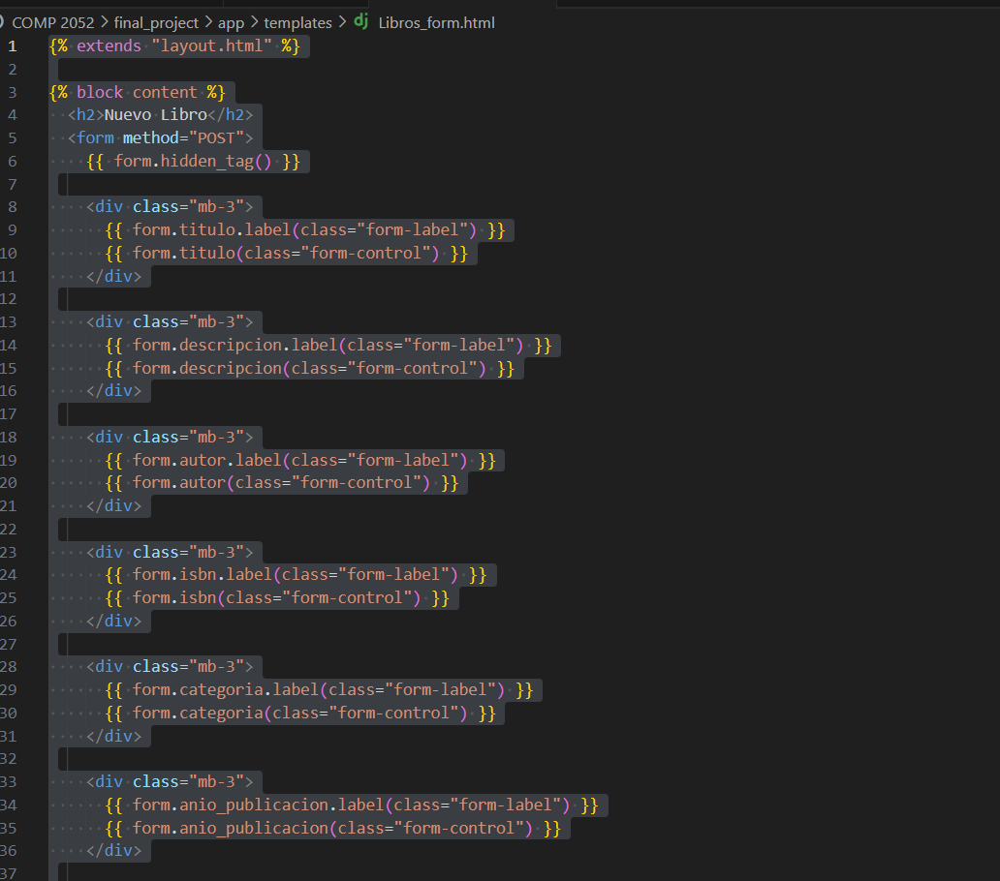 COMP 2052 > final_project > app > templates > dj Libros_form.html
1 {% extends "layout.html" %}
2
3 {% block content %}
4 <h2>Nuevo Libro</h2>
5 <form method="POST">
6 {{ form.hidden_tag() }}
7
8 <div class="mb-3">
9 {{ form.titulo.label(class="form-label") }}
10 {{ form.titulo(class="form-control") }}
11 </div>
12
13 <div class="mb-3">
14 {{ form.descripcion.label(class="form-label") }}
15 {{ form.descripcion(class="form-control") }}
16 </div>
17
18 <div class="mb-3">
19 {{ form.autor.label(class="form-label") }}
20 {{ form.autor(class="form-control") }}
21 </div>
22
23 <div class="mb-3">
24 {{ form.isbn.label(class="form-label") }}
25 {{ form.isbn(class="form-control") }}
26 </div>
27
28 <div class="mb-3">
29 {{ form.categoria.label(class="form-label") }}
30 {{ form.categoria(class="form-control") }}
31 </div>
32
33 <div class="mb-3">
34 {{ form.anio_publicacion.label(class="form-label") }}
35 {{ form.anio_publicacion(class="form-control") }}
36 </div>
37